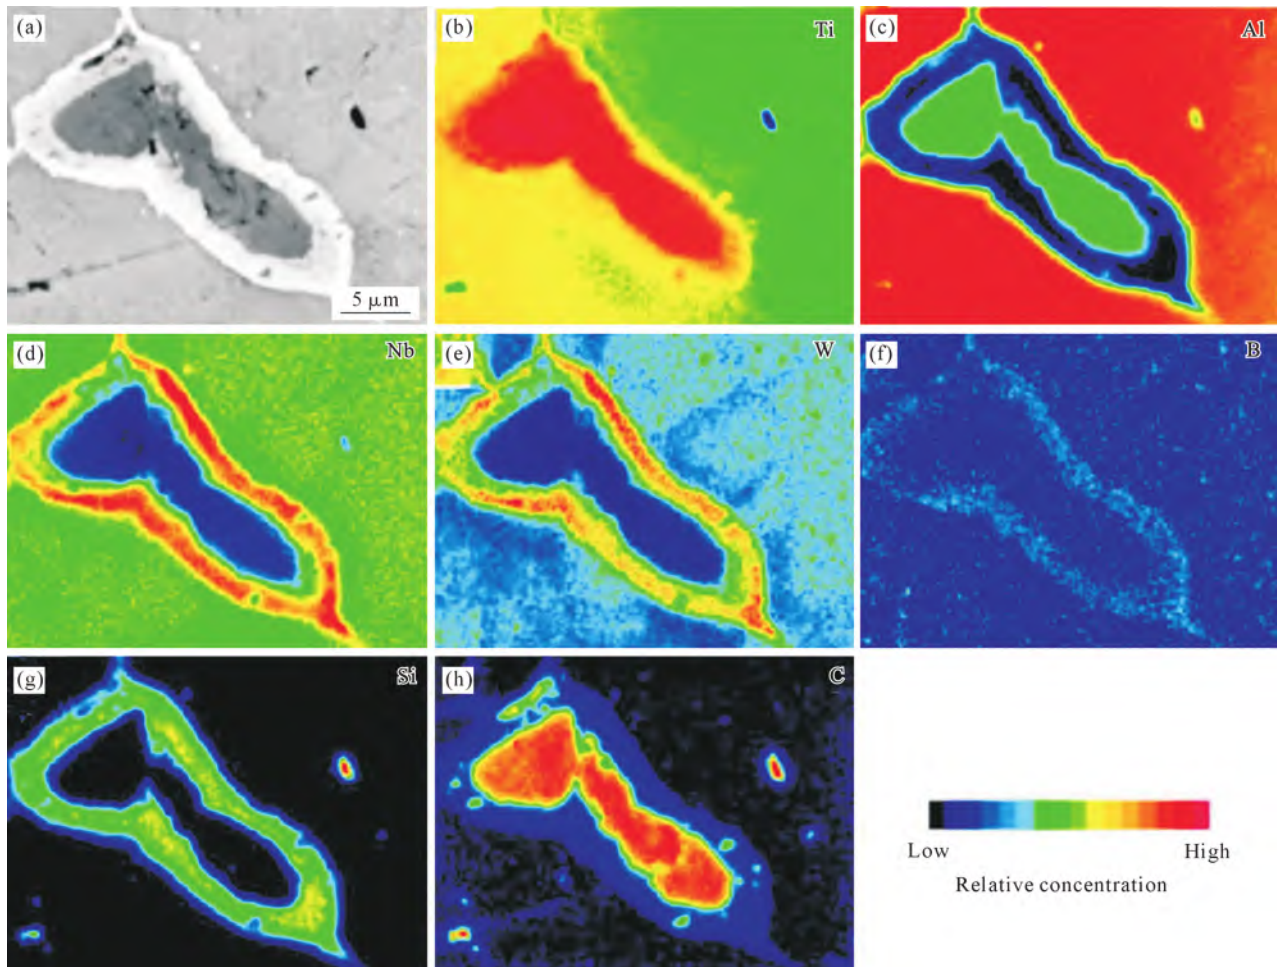 (a)
5 μm
(b) Ti
(c) Al
(d) Nb
(e) W
(f) B
(g) Si
(h) C
Low High
Relative concentration